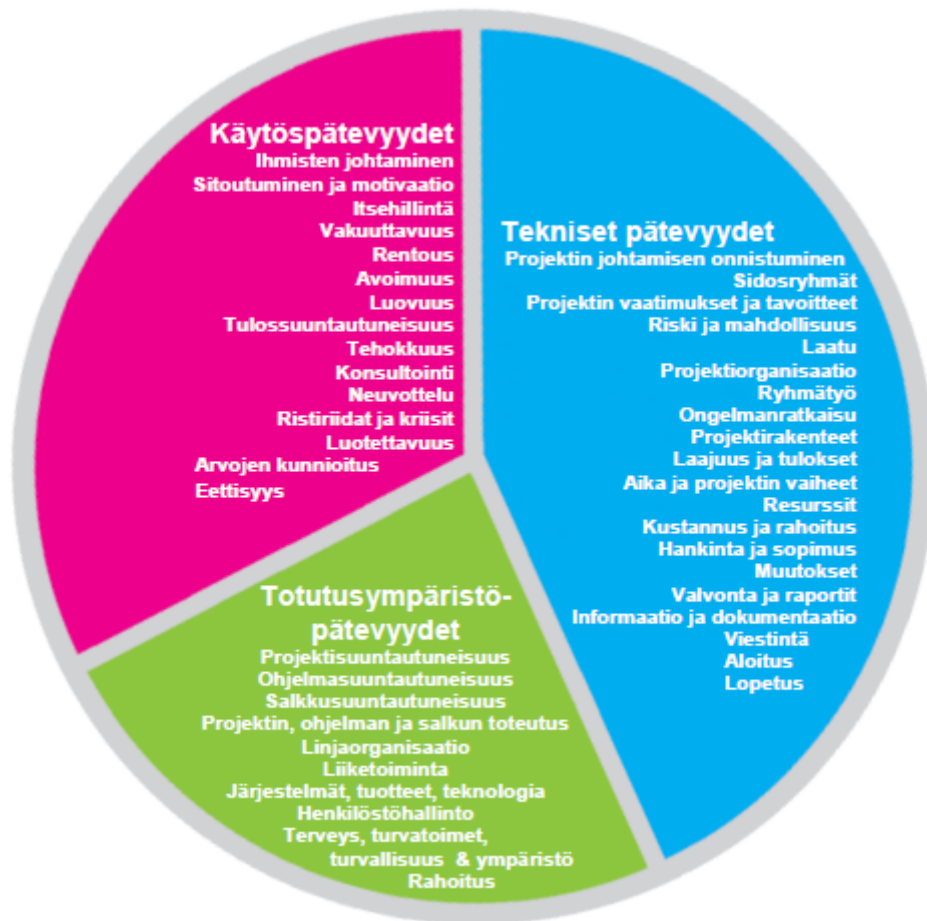 Käytöspätevyydet
Ihmisten johtaminen
Sitoutuminen ja motivaatio
Itsehillintä
Vakuuttavuus
Rentous
Avoimuus
Luovuus
Tulossuuntautuneisuus
Tehokkuus
Konsultointi
Neuvottelu
Ristiriidat ja kriisit
Luotettavuus
Arvojen kunnioitus
Eettisyys
Tekniset pätevyydet
Projektin johtamisen onnistuminen
Sidosryhmät
Projektin vaatimukset ja tavoitteet
Riski ja mahdollisuus
Laatu
Projektiorganisaatio
Ryhmätyö
Ongelmanratkaisu
Projektirakenteet
Laajuus ja tulokset
Aika ja projektin vaiheet
Resurssit
Kustannus ja rahoitus
Hankinta ja sopimus
Muutokset
Valvonta ja raportit
Informaatio ja dokumentaatio
Viestintä
Aloitus
Lopetus
Totutusympäristö-
pätevyydet
Projektisuuntautuneisuus
Ohjelmasuuntautuneisuus
Salkkusuuntautuneisuus
Projektin, ohjelman ja salkun toteutus
Linjaorganisaatio
Liiketoiminta
Järjestelmät, tuotteet, teknologia
Henkilöstöhallinto
Terveys, turvatoimet,
turvallisuus & ympäristö
Rahoitus